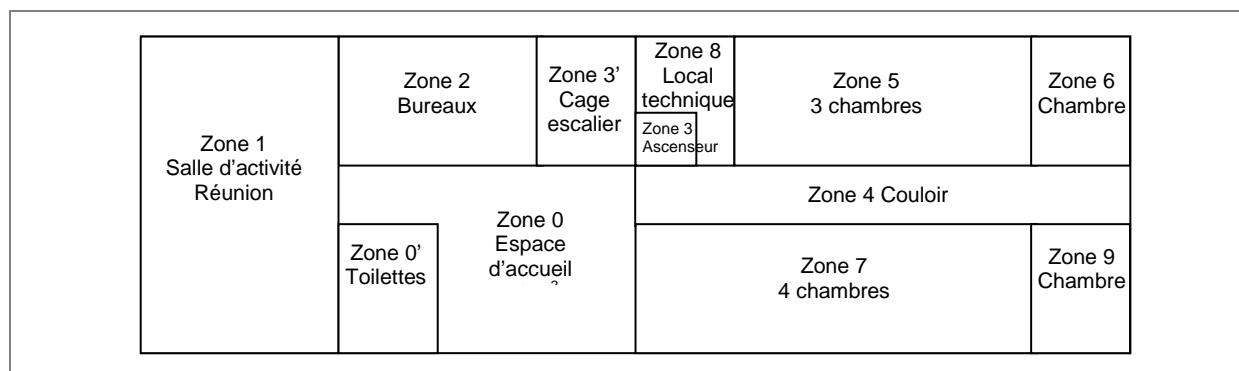 Zone 1
Salle d'activité
Réunion
Zone 2
Bureaux
Zone 3'
Cage
escalier
Zone 8
Local
technique
Zone 3
Ascenseur
Zone 5
3 chambres
Zone 6
Chambre
Zone 4 Couloir
Zone 0
Espace
d'accueil
Zone 0'
Toilettes
Zone 7
4 chambres
Zone 9
Chambre